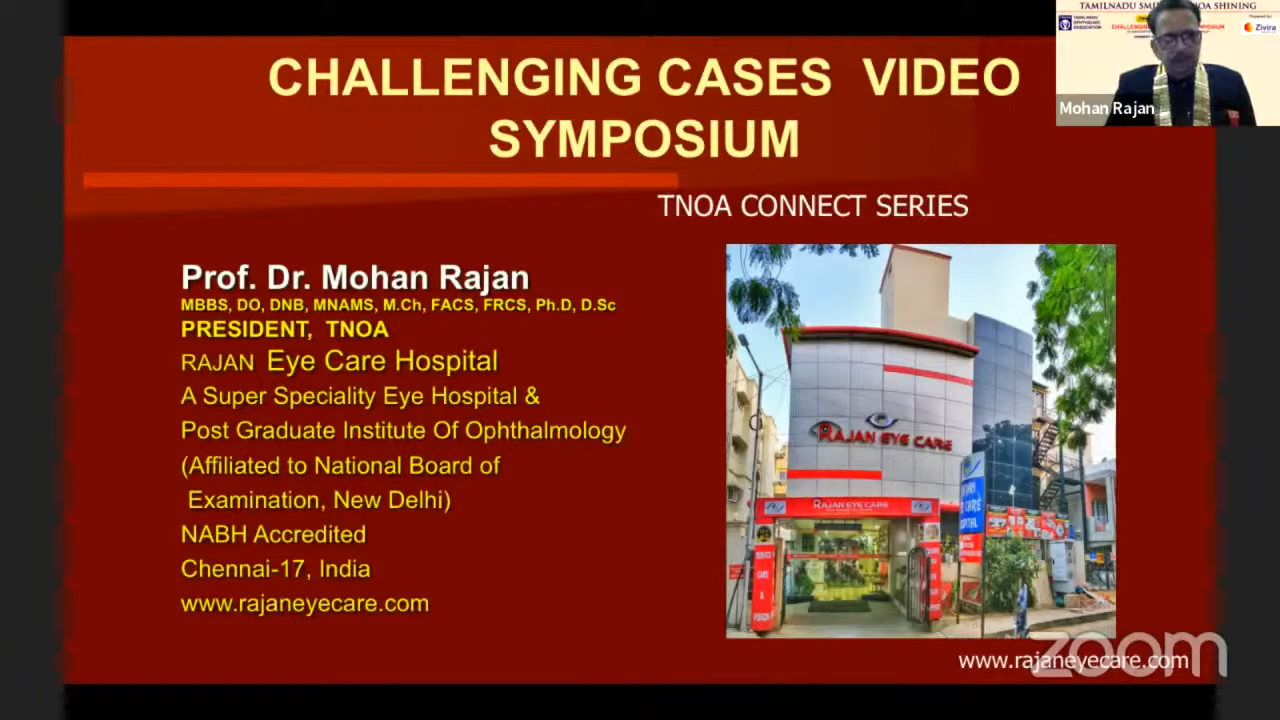 CHALLENGING CASES VIDEO
SYMPOSIUM
TNOA CONNECT SERIES
Prof. Dr. Mohan Rajan
MBBS, DO, DNB, MNAMS, M.Ch, FACS, FRCS, Ph.D, D.Sc
PRESIDENT, TNOA
RAJAN Eye Care Hospital
A Super Speciality Eye Hospital &
Post Graduate Institute Of Ophthalmology
(Affiliated to National Board of
Examination, New Delhi)
NABH Accredited
Chennai-17, India
www.rajaneyecare.com
RAJAN EYE CARE
RAJAN EYE CARE
www.rajaneyecare.com
zoom
Mohan Rajan
Zivira